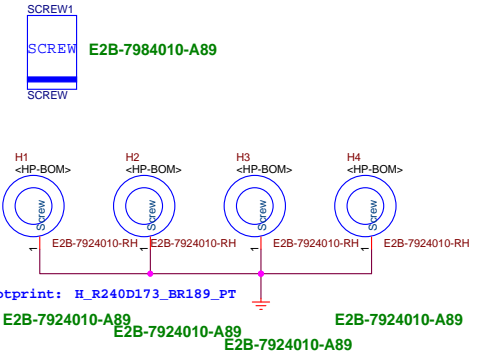 SCREW1
SCREW
E2B-7984010-A89
SCREW
H1 H2 H3 H4
<HP-BOM> <HP-BOM> <HP-BOM> <HP-BOM>
Screw Screw Screw Screw
1 E2B-7924010-RH 1 E2B-7924010-RH 1 E2B-7924010-RH 1 E2B-7924010-RH
otprint: H_R240D173_BR189_PT
E2B-7924010-A89 E2B-7924010-A89
E2B-7924010-A89
E2B-7924010-A89